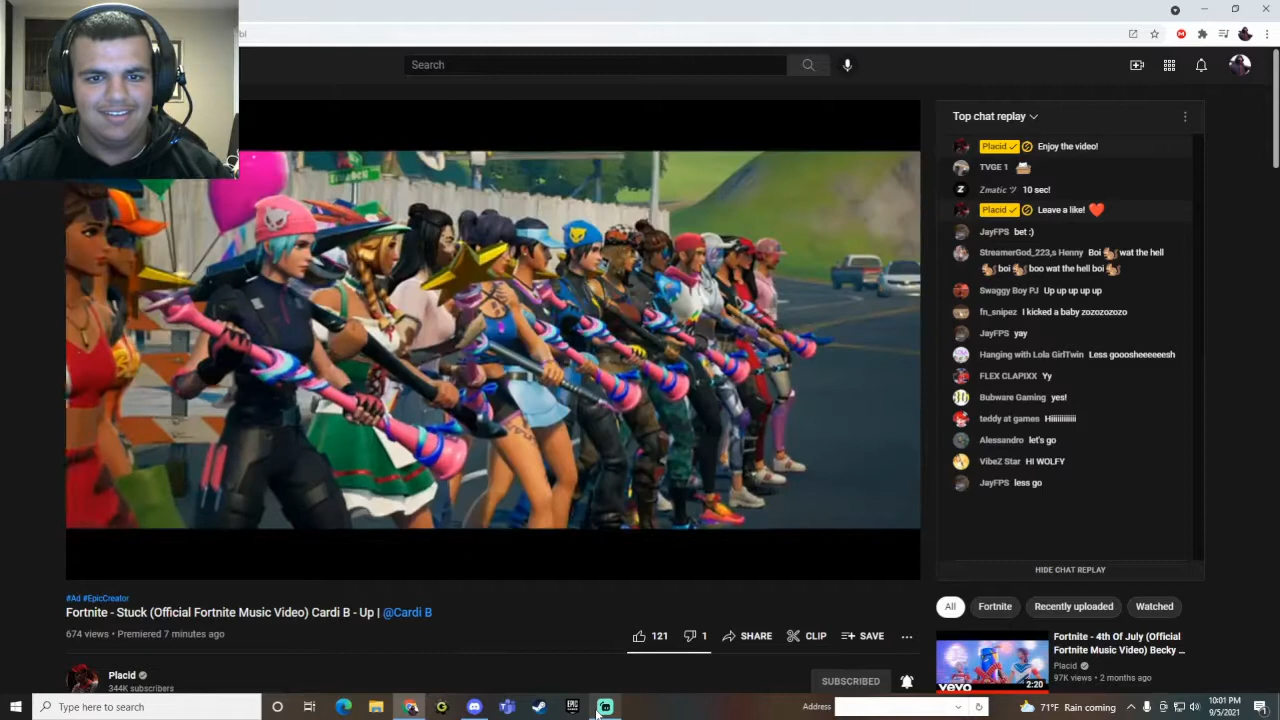 bi
Search
Top chat replay
Placid Enjoy the video!
TVGE 1
Zmatic ツ 10 sec!
Placid Leave a like!
JayFPS bet :)
StreamerGod_223,s Henny Boi 🐿 wat the hell
🐿 boi 🐿 boo wat the hell boi 🐿
Swaggy Boy PJ Up up up up up
fn_snipez I kicked a baby zozozozozo
JayFPS yay
Hanging with Lola GirlTwin Less gooosheeeeeesh
FLEX CLAPIXX Yy
Bubware Gaming yes!
teddy at games Hiiiiiiiiiiii
Alessandro let's go
VibeZ Star HI WOLFY
JayFPS less go
HIDE CHAT REPLAY
#Ad #EpicCreator
Fortnite - Stuck (Official Fortnite Music Video) Cardi B - Up | @Cardi B
674 views • Premiered 7 minutes ago
121 1 SHARE CLIP SAVE
Placid
344K subscribers
SUBSCRIBED
All Fortnite Recently uploaded Watched
Fortnite - 4th Of July (Official
Fortnite Music Video) Becky ...
Placid
97K views • 2 months ago
vevo 2:20
Type here to search
EPIC
Address
71°F Rain coming
10:01 PM
9/5/2021